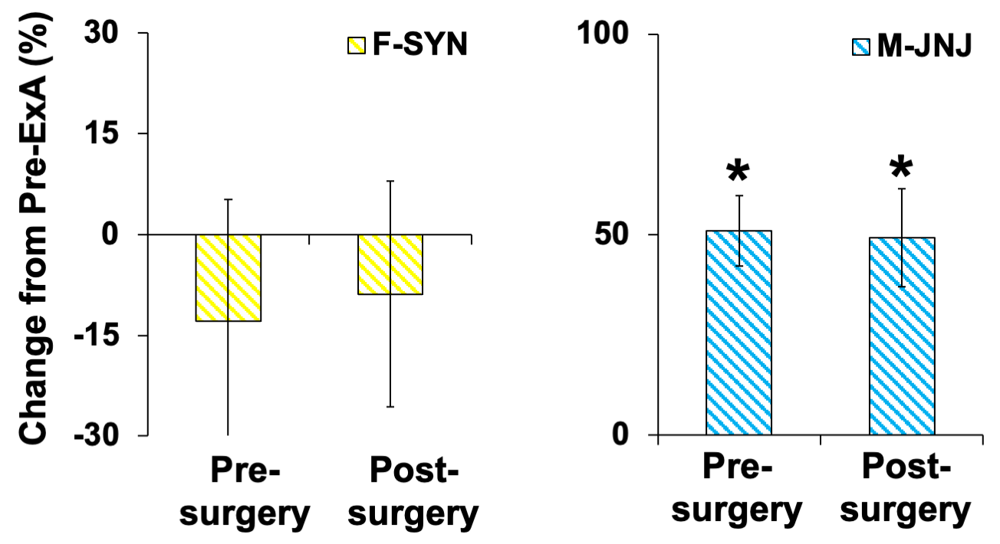 Change from Pre-ExA (%)
30
15
0
-15
-30
F-SYN
Pre-
surgery
Post-
surgery
100
50
0
M-JNJ
*
*
Pre-
surgery
Post-
surgery